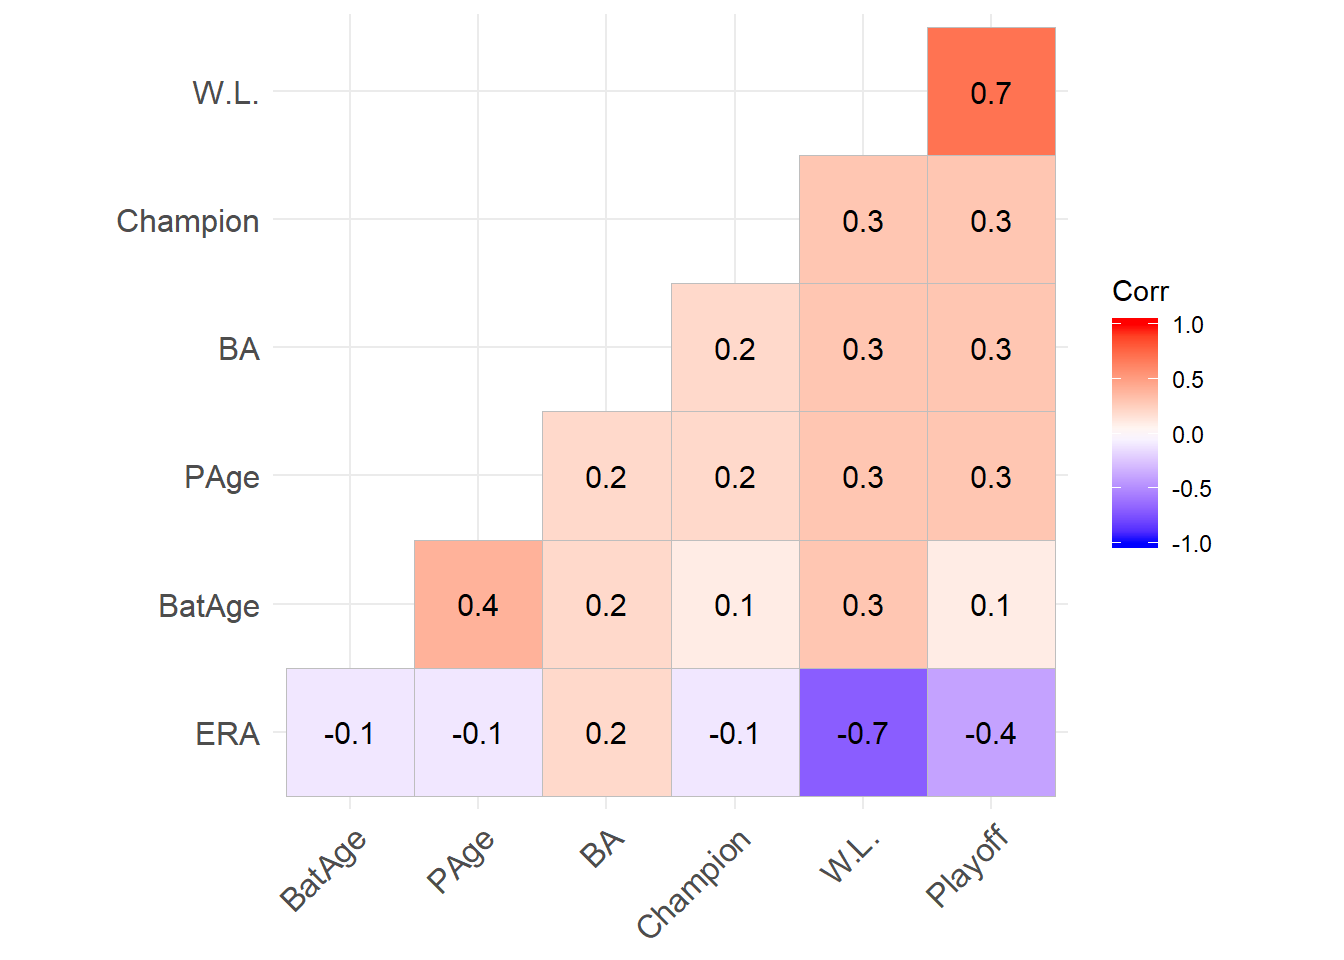 W.L. 0.7
Champion 0.3 0.3
BA 0.2 0.3 0.3
PAge 0.2 0.2 0.3 0.3
BatAge 0.4 0.2 0.1 0.3 0.1
ERA -0.1 -0.1 0.2 -0.1 -0.7 -0.4
BatAge PAge BA Champion W.L. Playoff
Corr
1.0
0.5
0.0
-0.5
-1.0